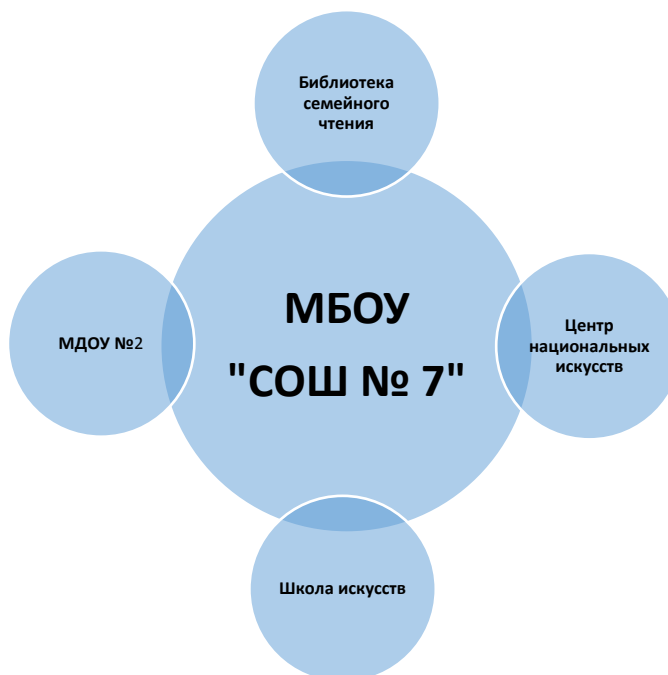 Библиотека
семейного
чтения
МБОУ
"СОШ № 7"
МДОУ №2
Центр
национальных
искусств
Школа искусств